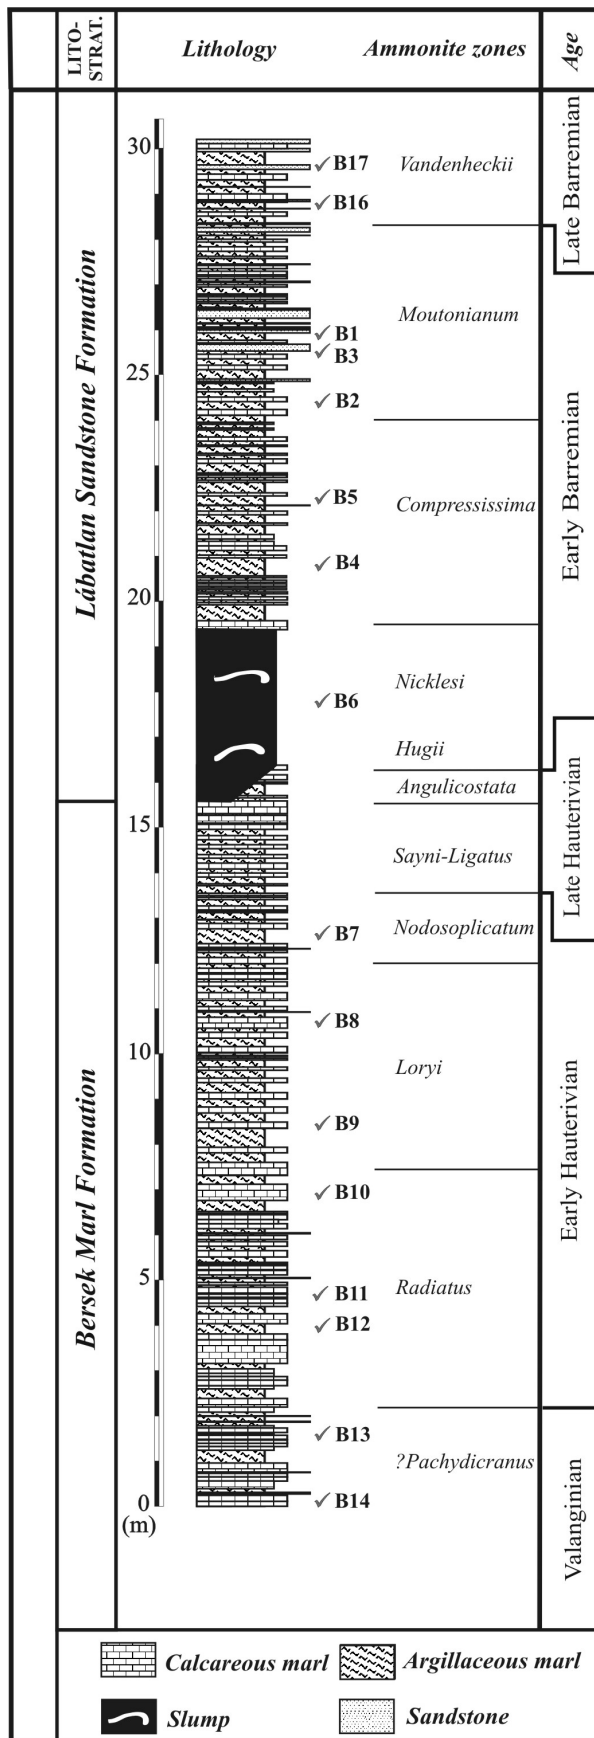 LITO-
STRAT.
Lithology
Ammonite zones
Age
Lábatlan Sandstone Formation
Bersek Marl Formation
30
25
20
15
10
5
0
(m)
✓B17
✓B16
✓B1
✓B3
✓B2
✓B5
✓B4
✓B6
✓B7
✓B8
✓B9
✓B10
✓B11
✓B12
✓B13
✓B14
Vandenheckii
Moutonianum
Compressissima
Nicklesi
Hugii
Angulicostata
Sayni-Ligatus
Nodosoplicatum
Loryi
Radiatus
?Pachydicranus
Late Barremian
Early Barremian
Late Hauterivian
Early Hauterivian
Valanginian
Calcareous marl
Argillaceous marl
Slump
Sandstone